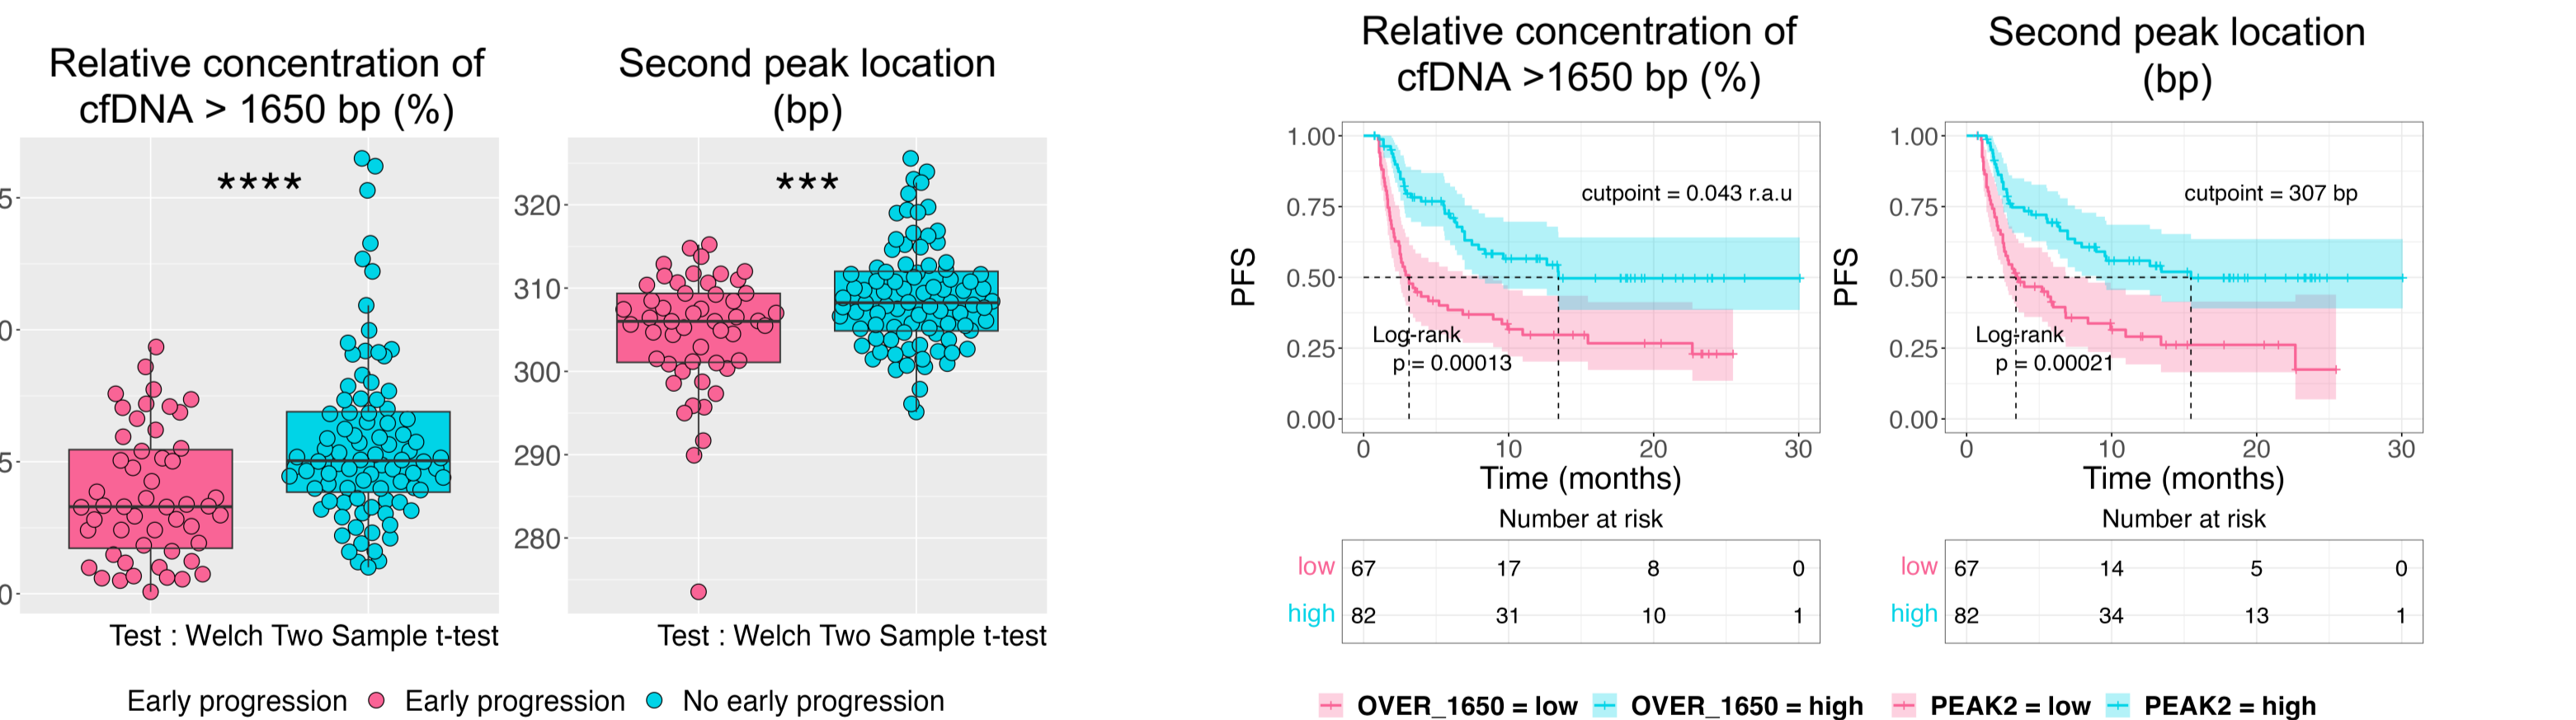 Relative concentration of
cfDNA > 1650 bp (%)
****
5
0
5
0
Test : Welch Two Sample t-test
Second peak location
(bp)
***
320
310
300
290
280
Test : Welch Two Sample t-test
Early progression
Early progression
No early progression
Relative concentration of
cfDNA >1650 bp (%)
PFS
1.00
0.75
0.50
0.25
0.00
cutpoint = 0.043 r.a.u
Log-rank
p = 0.00013
0 10 20 30
Time (months)
Number at risk
low 67 17 8 0
high 82 31 10 1
OVER_1650 = low
OVER_1650 = high
Second peak location
(bp)
PFS
1.00
0.75
0.50
0.25
0.00
cutpoint = 307 bp
Log-rank
p = 0.00021
0 10 20 30
Time (months)
Number at risk
low 67 14 5 0
high 82 34 13 1
PEAK2 = low
PEAK2 = high